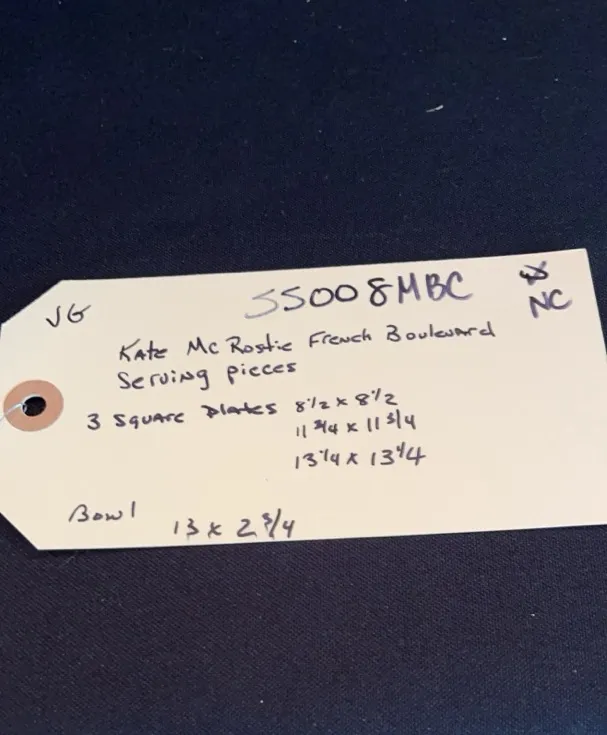 VG
SS008MBC
NC
Kate McRostie French Boulevard
Serving pieces
3 square plates 8 1/2 x 8 1/2
11 3/4 x 11 3/4
13 1/4 x 13 1/4
Bowl
13 x 2 3/4